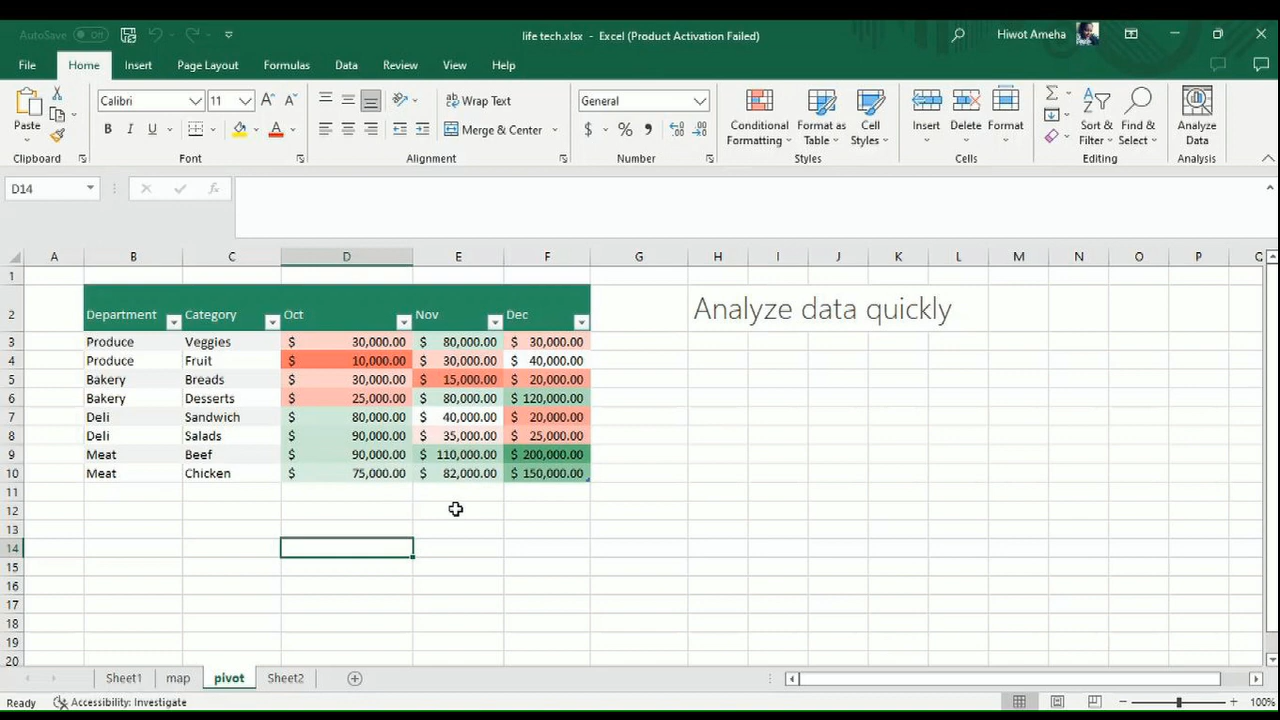 AutoSave Off
life tech.xlsx - Excel (Product Activation Failed)
Hiwot Ameha
File Home Insert Page Layout Formulas Data Review View Help
Paste
Calibri 11
B I U
Wrap Text
Merge & Center
General
$ % ,
Conditional Formatting
Format as Table
Cell Styles
Insert Delete Format
Sort & Filter
Find & Select
Analyze Data
Clipboard Font Alignment Number Styles Cells Editing Analysis
D14 fx
A B C D E F G H I J K L M N O P
1
2 Department Category Oct Nov Dec Analyze data quickly
3 Produce Veggies $ 30,000.00 $ 80,000.00 $ 30,000.00
4 Produce Fruit $ 10,000.00 $ 30,000.00 $ 40,000.00
5 Bakery Breads $ 30,000.00 $ 15,000.00 $ 20,000.00
6 Bakery Desserts $ 25,000.00 $ 80,000.00 $ 120,000.00
7 Deli Sandwich $ 80,000.00 $ 40,000.00 $ 20,000.00
8 Deli Salads $ 90,000.00 $ 35,000.00 $ 25,000.00
9 Meat Beef $ 90,000.00 $ 110,000.00 $ 200,000.00
10 Meat Chicken $ 75,000.00 $ 82,000.00 $ 150,000.00
11
12
13
14
15
16
17
18
19
20
Sheet1 map pivot Sheet2
Ready Accessibility: Investigate 100%